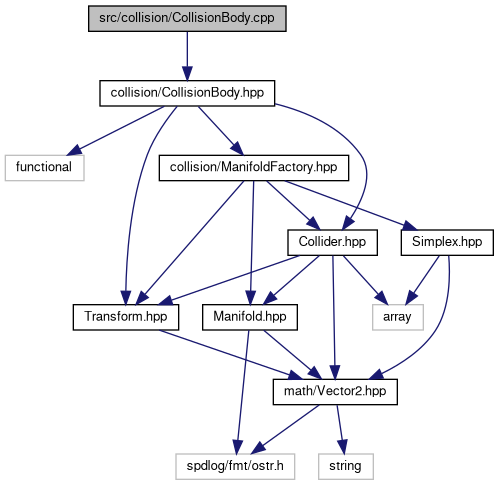 src/collision/CollisionBody.cpp
collision/CollisionBody.hpp
functional
collision/ManifoldFactory.hpp
Collider.hpp
Simplex.hpp
Transform.hpp
Manifold.hpp
array
math/Vector2.hpp
spdlog/fmt/ostr.h
string